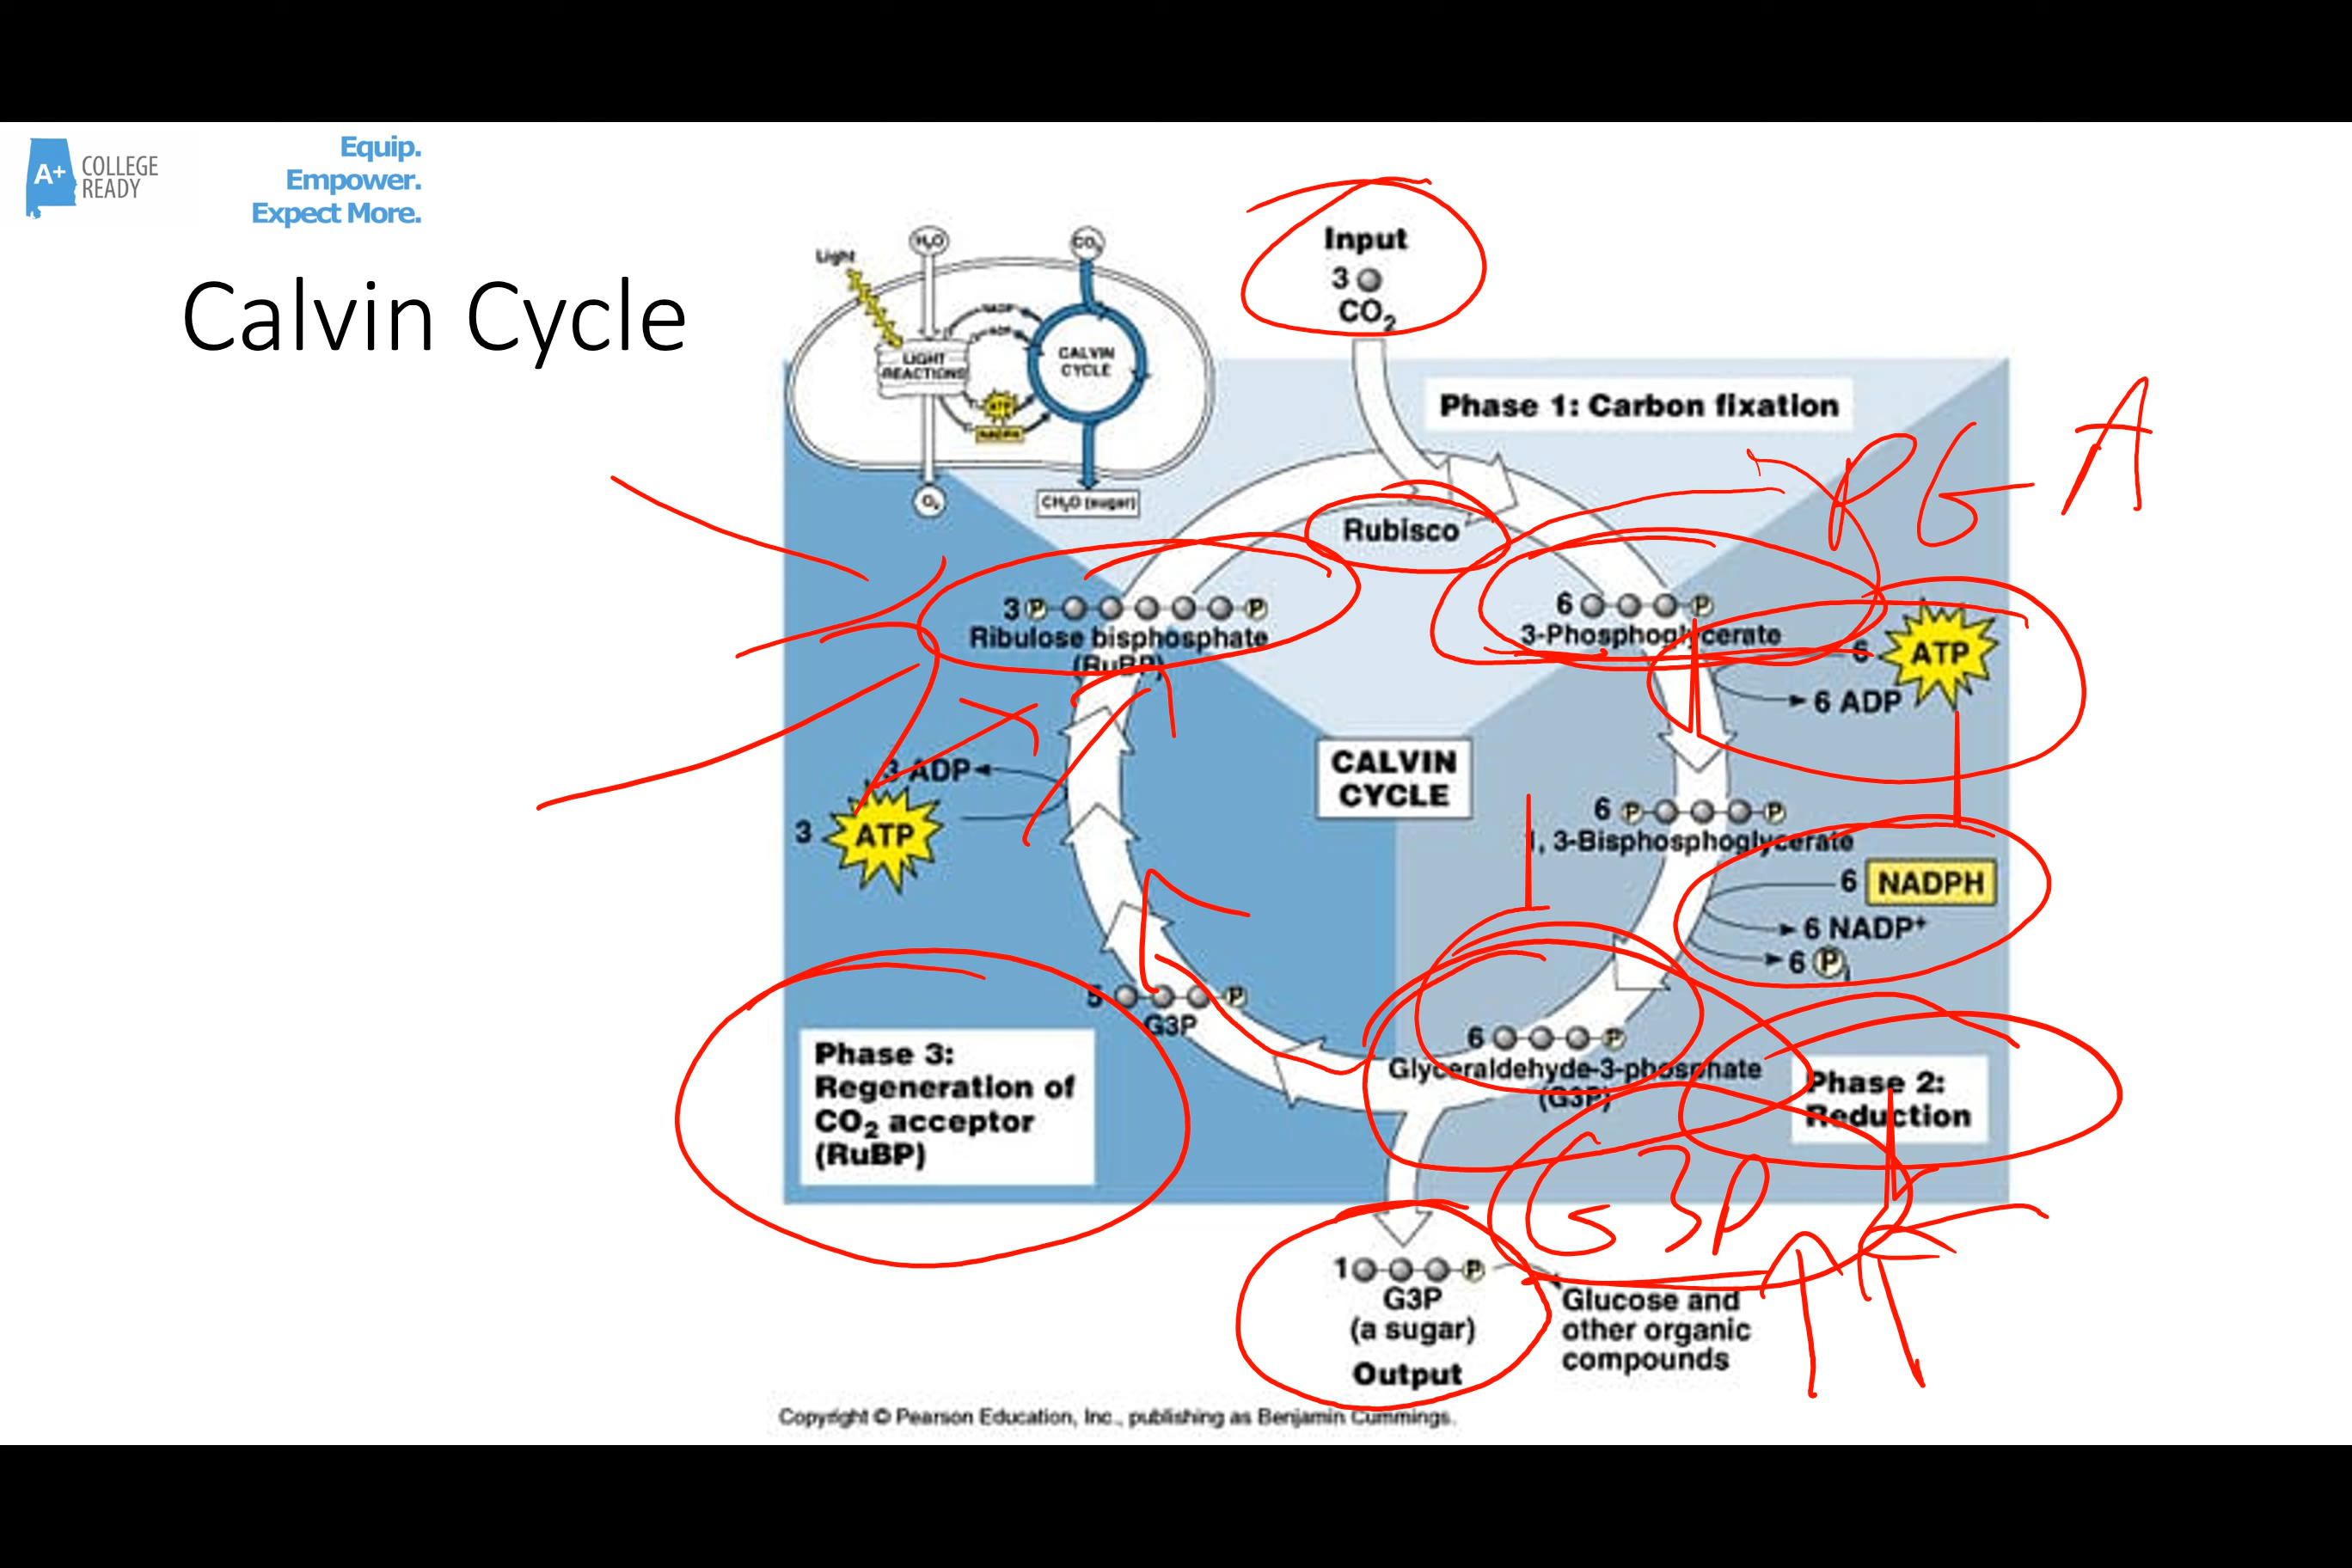 A+ COLLEGE READY
Equip.
Empower.
Expect More.
Calvin Cycle
Light
H₂O
CO₂
NADP
ADP
LIGHT REACTIONS
CALVIN CYCLE
ATP
NADPH
O₂
CH₂O (sugar)
Input
3
CO₂
Phase 1: Carbon fixation
PG-A
Rubisco
3 P P
Ribulose bisphosphate
(RuBP)
6 P
3-Phosphoglycerate
6 ATP
6 ADP
CALVIN
CYCLE
3 ADP
3 ATP
6 P P
1, 3-Bisphosphoglycerate
6 NADPH
6 NADP⁺
6 Pi
5 P
G3P
6 P
Glyceraldehyde-3-phosphate
(G3P)
Phase 3:
Regeneration of
CO₂ acceptor
(RuBP)
Phase 2:
Reduction
G3P
1 P
G3P
(a sugar)
Output
Glucose and
other organic
compounds
Copyright © Pearson Education, Inc., publishing as Benjamin Cummings.